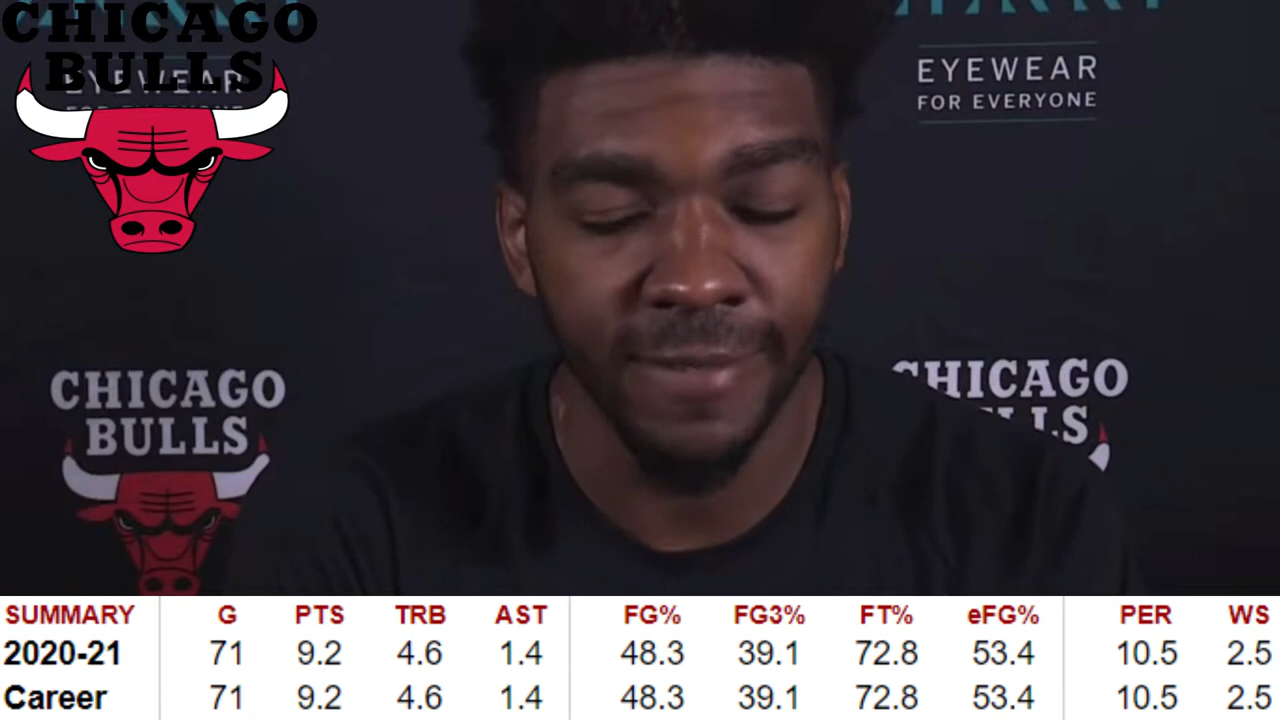 CHICAGO
BULLS
EYEWEAR
EYEWEAR
FOR EVERYONE
CHICAGO
BULLS
CHICAGO
SUMMARY G PTS TRB AST FG% FG3% FT% eFG% PER WS
2020-21 71 9.2 4.6 1.4 48.3 39.1 72.8 53.4 10.5 2.5
Career 71 9.2 4.6 1.4 48.3 39.1 72.8 53.4 10.5 2.5